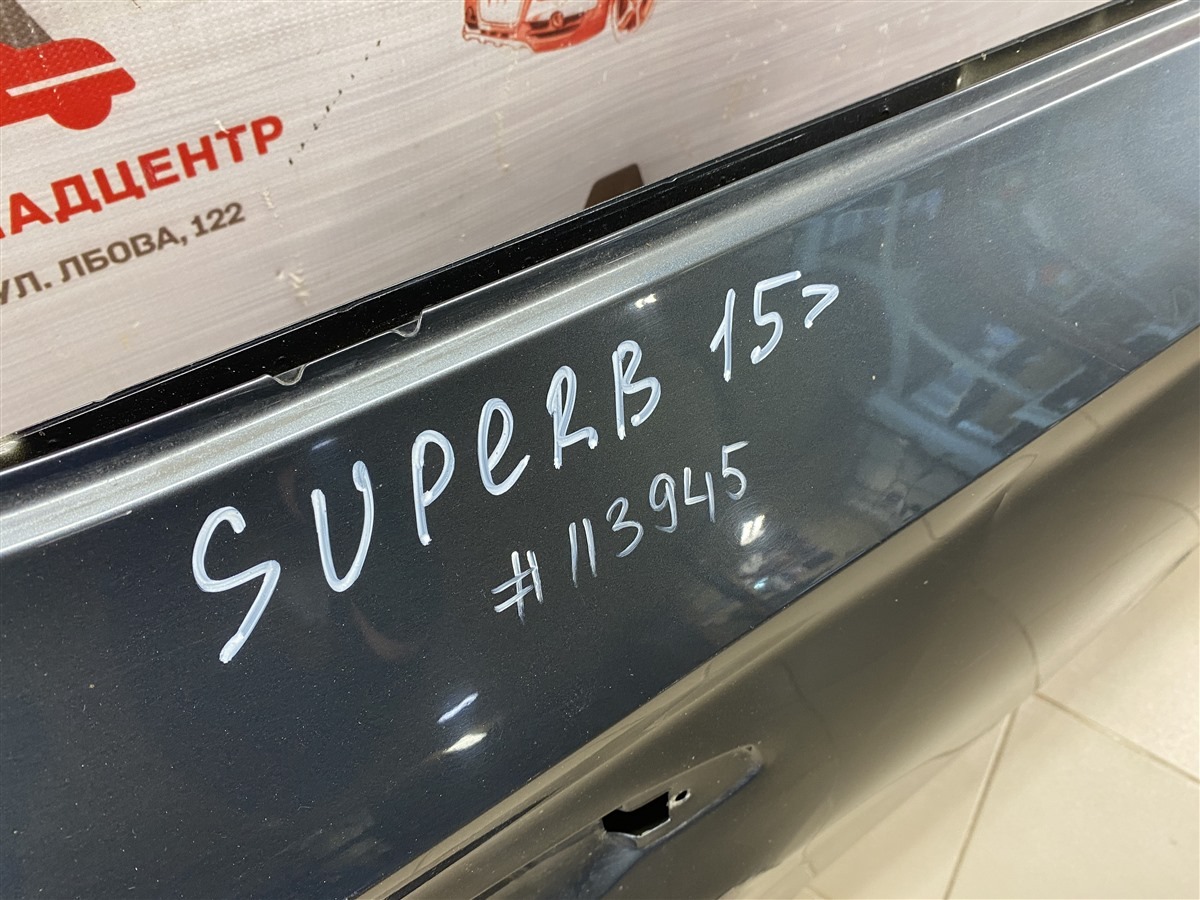 АДЦЕНТР
УЛ. ЛБОВА, 122
SUPERB 15>
#113945